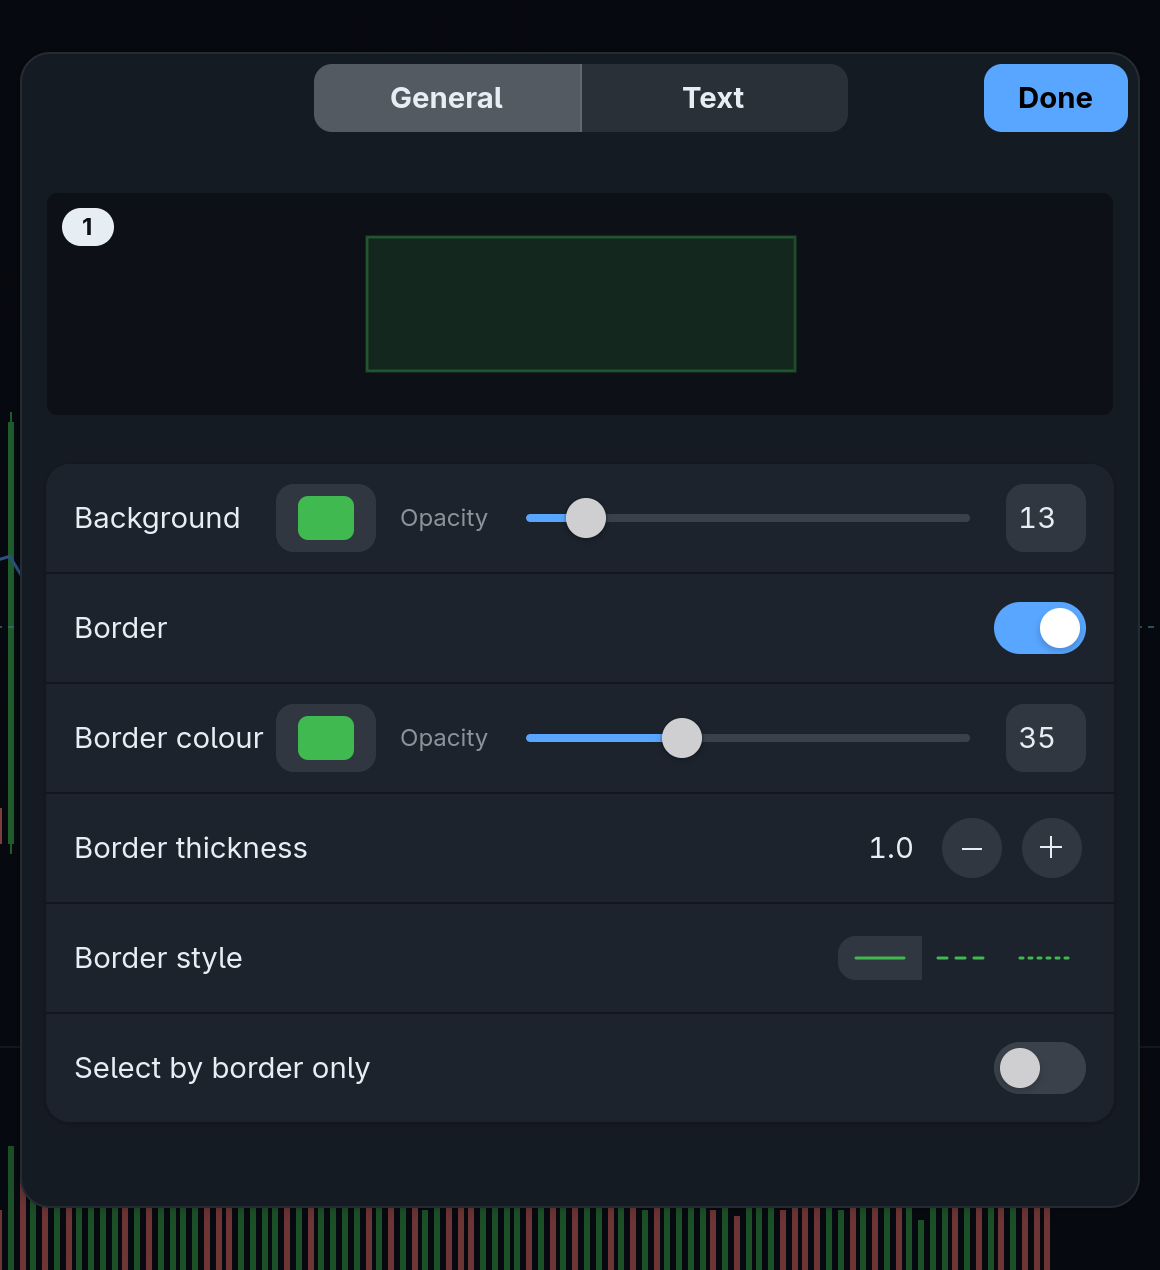 General Text Done
1
Background Opacity 13
Border
Border colour Opacity 35
Border thickness 1.0 − +
Border style
Select by border only